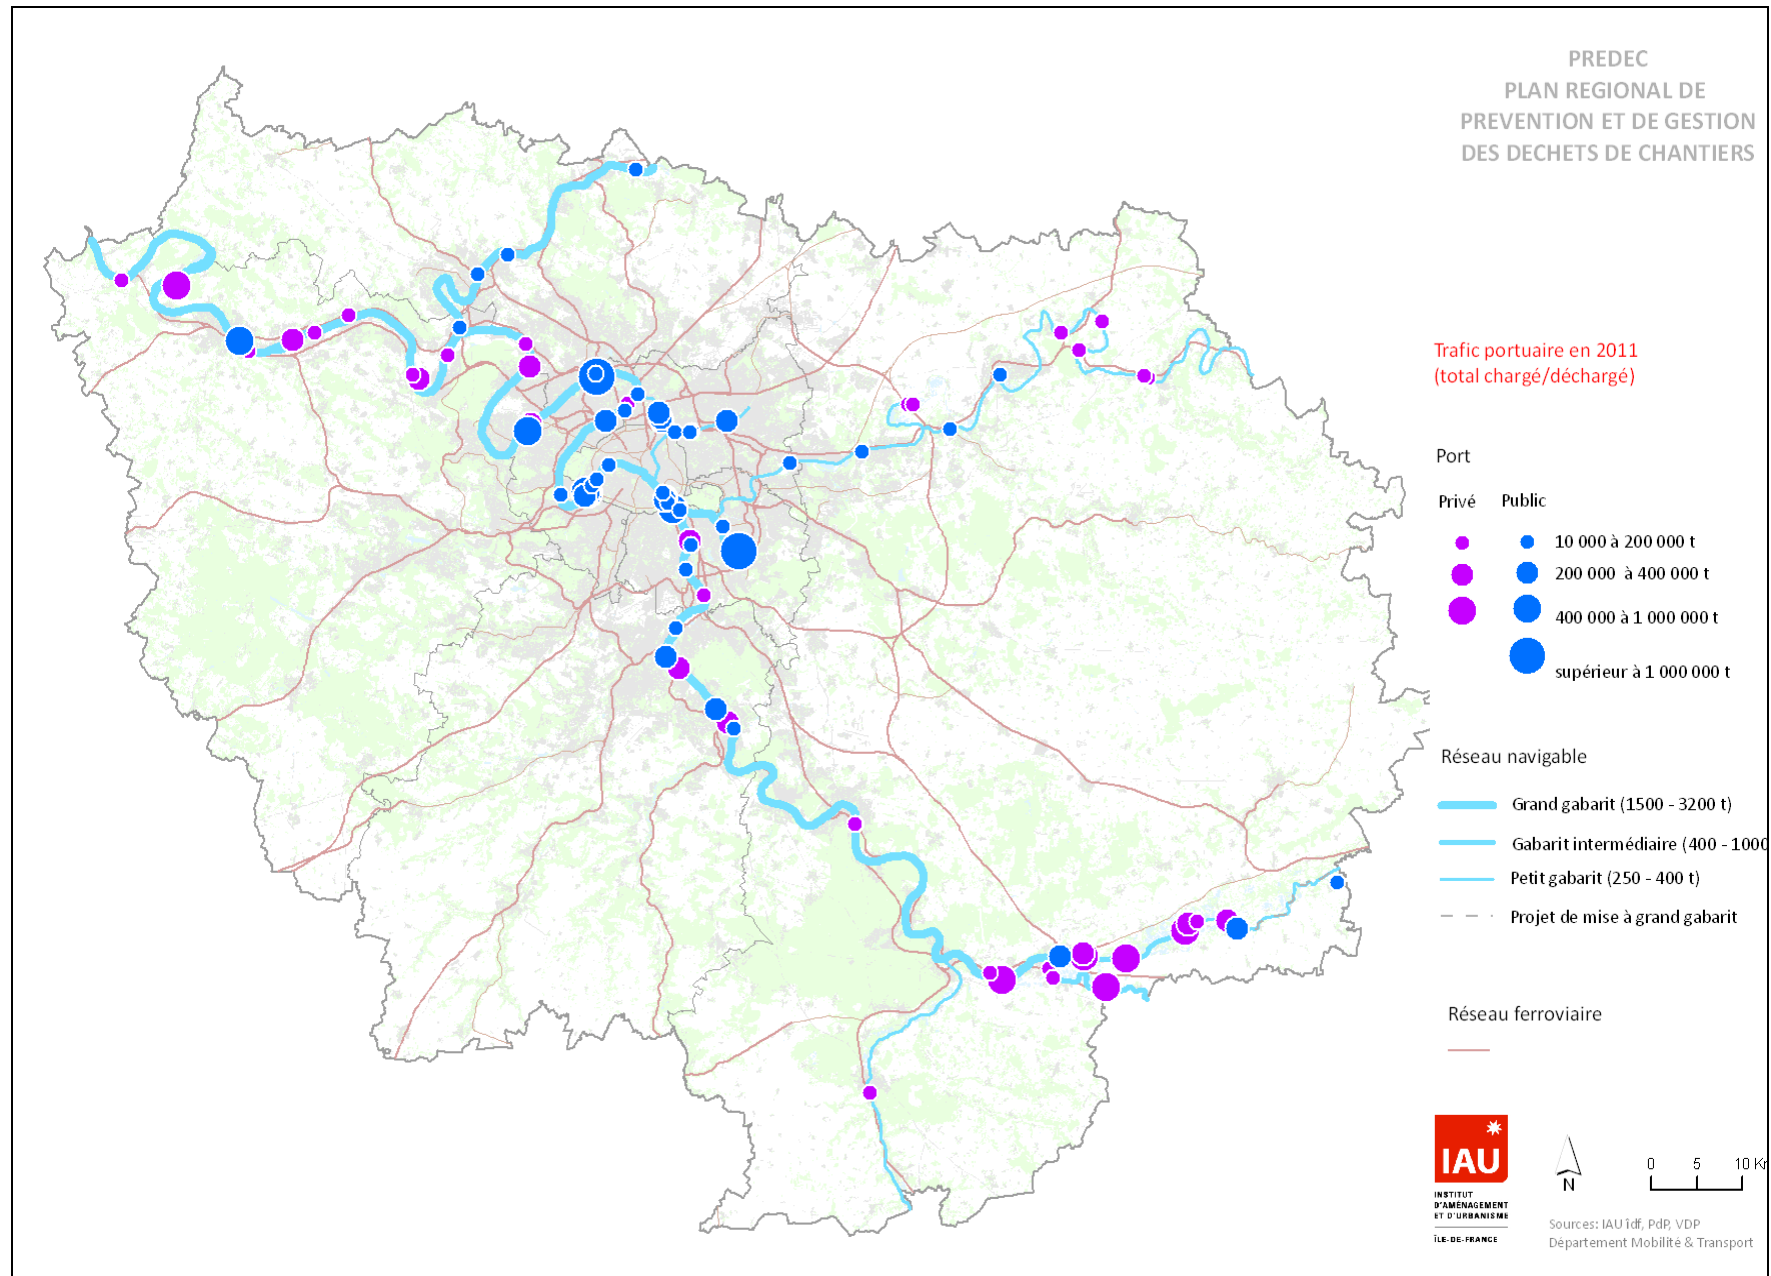 PREDEC
PLAN REGIONAL DE
PREVENTION ET DE GESTION
DES DECHETS DE CHANTIERS
Trafic portuaire en 2011
(total chargé/déchargé)
Port
Privé Public
10 000 à 200 000 t
200 000 à 400 000 t
400 000 à 1 000 000 t
supérieur à 1 000 000 t
Réseau navigable
Grand gabarit (1500 - 3200 t)
Gabarit intermédiaire (400 - 1000
Petit gabarit (250 - 400 t)
Projet de mise à grand gabarit
Réseau ferroviaire
IAU
INSTITUT
D'AMÉNAGEMENT
ET D'URBANISME
ÎLE-DE-FRANCE
N
0 5 10 Kr
Sources: IAU îdf, PdP, VDP
Département Mobilité & Transport